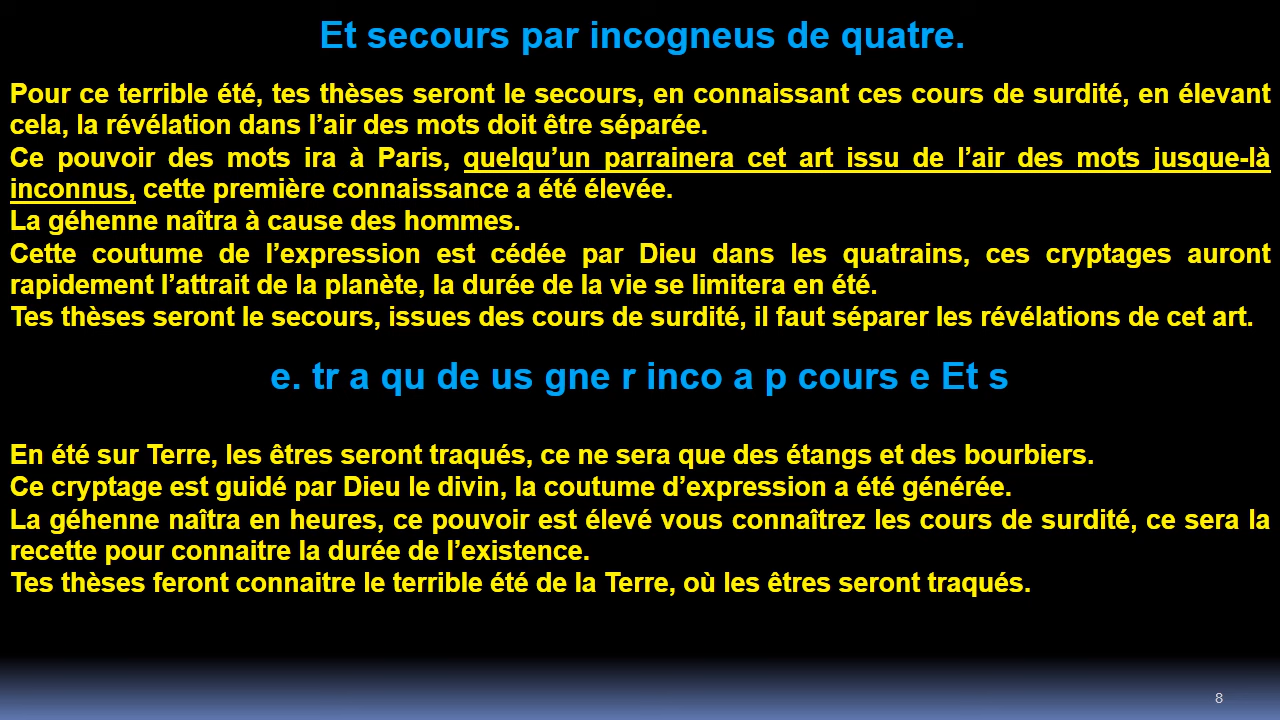 Et secours par incogneus de quatre.
Pour ce terrible été, tes thèses seront le secours, en connaissant ces cours de surdité, en élevant
cela, la révélation dans l’air des mots doit être séparée.
Ce pouvoir des mots ira à Paris, quelqu’un parrainera cet art issu de l’air des mots jusque-là
inconnus, cette première connaissance a été élevée.
La géhenne naîtra à cause des hommes.
Cette coutume de l’expression est cédée par Dieu dans les quatrains, ces cryptages auront
rapidement l’attrait de la planète, la durée de la vie se limitera en été.
Tes thèses seront le secours, issues des cours de surdité, il faut séparer les révélations de cet art.
e. tr a qu de us gne r inco a p cours e Et s
En été sur Terre, les êtres seront traqués, ce ne sera que des étangs et des bourbiers.
Ce cryptage est guidé par Dieu le divin, la coutume d’expression a été générée.
La géhenne naîtra en heures, ce pouvoir est élevé vous connaîtrez les cours de surdité, ce sera la
recette pour connaitre la durée de l’existence.
Tes thèses feront connaitre le terrible été de la Terre, où les êtres seront traqués.
8